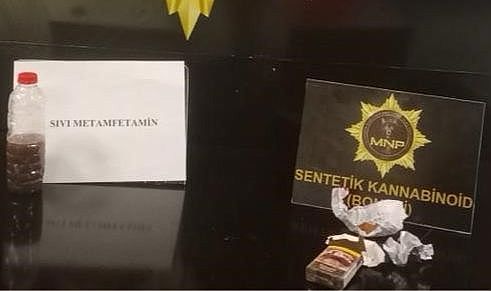 SIVI METAMFETAMİN
MNP
SENTETİK KANNABİNOİD